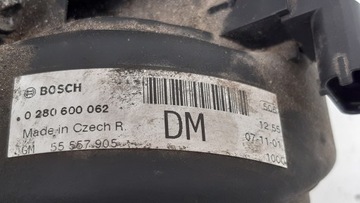 BOSCH
0 280 600 062
Made in Czech R.
GM 55 557 905
DM
12 55
07-11-01